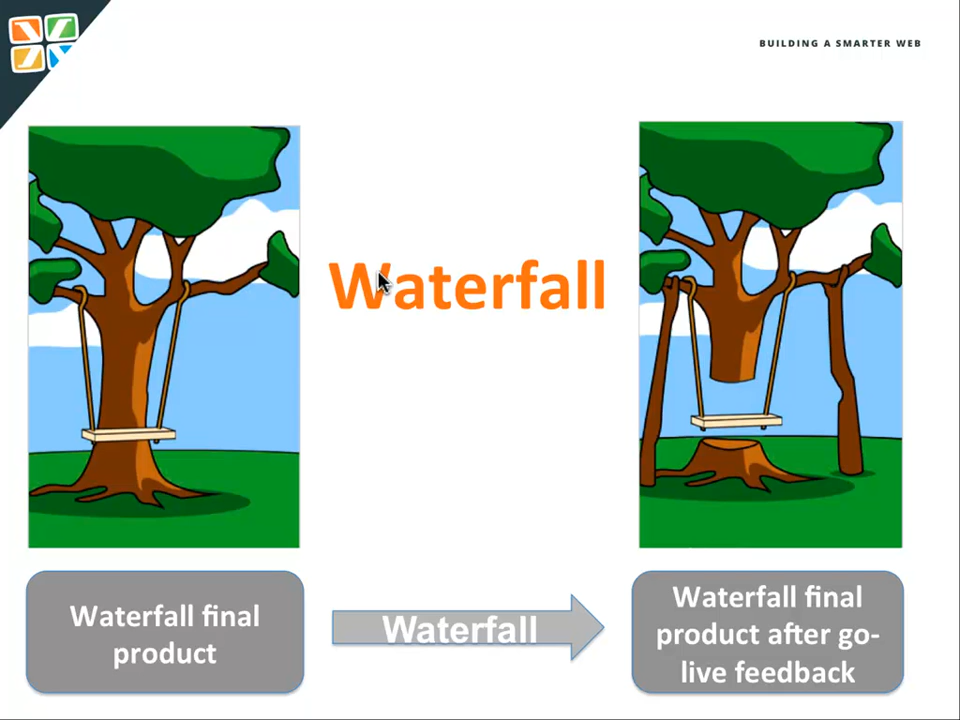 BUILDING A SMARTER WEB
Waterfall
Waterfall final
product
Waterfall
Waterfall final
product after go-
live feedback